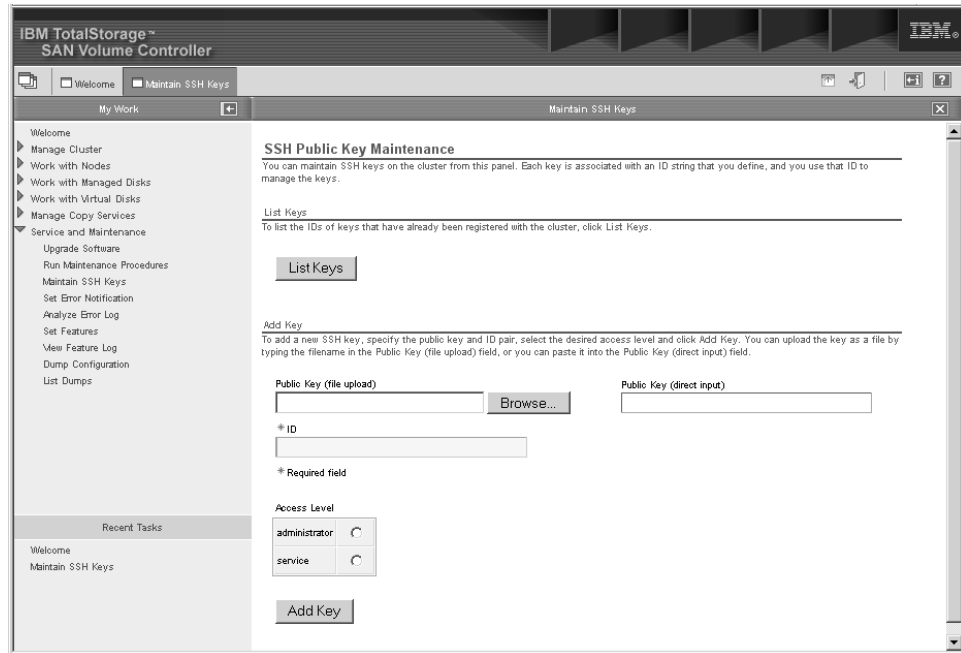 IBM TotalStorage ™
SAN Volume Controller
IBM®
Welcome
Maintain SSH Keys
?
My Work
Maintain SSH Keys
Welcome
Manage Cluster
Work with Nodes
Work with Managed Disks
Work with Virtual Disks
Manage Copy Services
Service and Maintenance
Upgrade Software
Run Maintenance Procedures
Maintain SSH Keys
Set Error Notification
Analyze Error Log
Set Features
View Feature Log
Dump Configuration
List Dumps
Recent Tasks
Welcome
Maintain SSH Keys
SSH Public Key Maintenance
You can maintain SSH keys on the cluster from this panel. Each key is associated with an ID string that you define, and you use that ID to
manage the keys.
List Keys
To list the IDs of keys that have already been registered with the cluster, click List Keys.
List Keys
Add Key
To add a new SSH key, specify the public key and ID pair, select the desired access level and click Add Key. You can upload the key as a file by
typing the filename in the Public Key (file upload) field, or you can paste it into the Public Key (direct input) field.
Public Key (file upload)
Public Key (direct input)
Browse...
* ID
* Required field
Access Level
administrator
service
Add Key